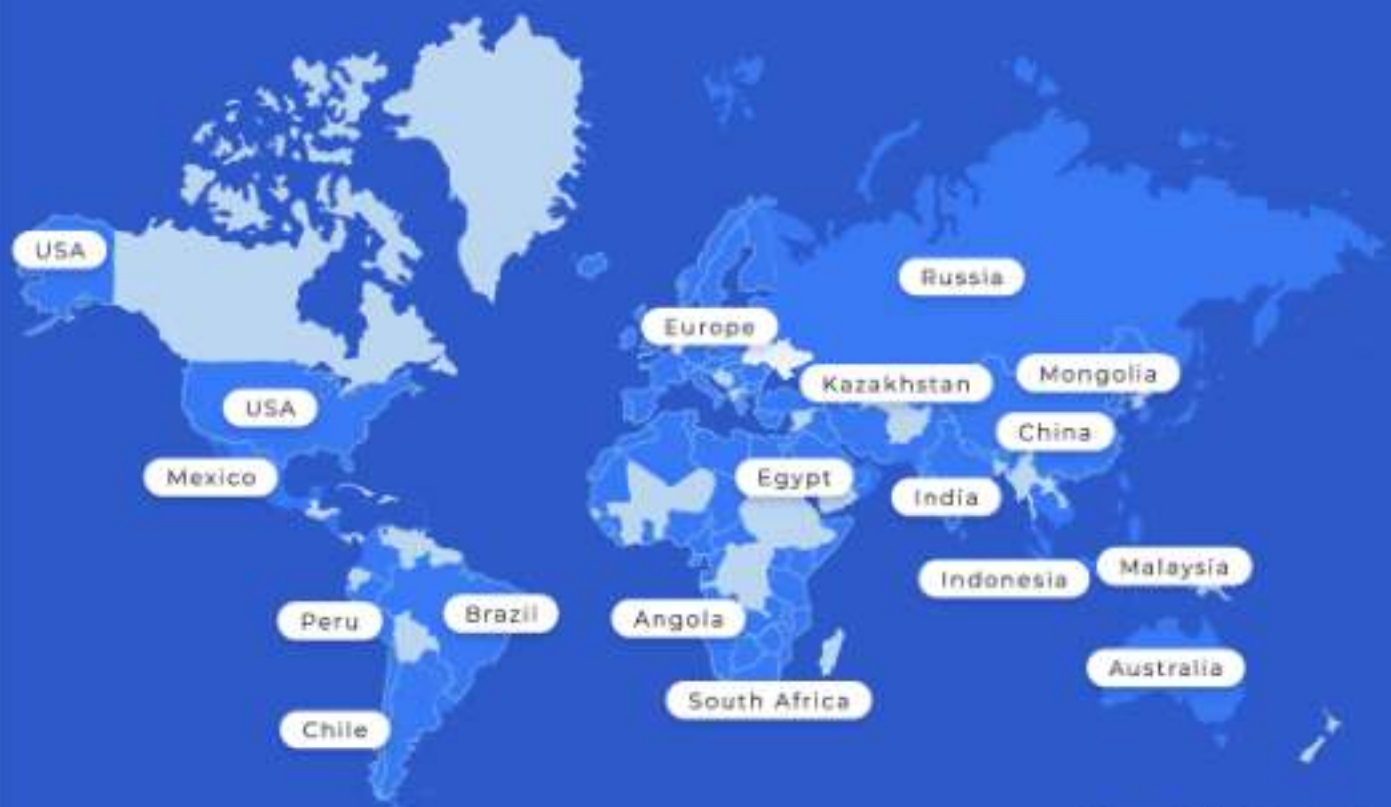 USA
Russia
Europe
Mongolia
Kazakhstan
USA
China
Mexico
Egypt
India
Malaysia
Indonesia
Brazil
Peru
Angola
Australia
South Africa
Chile